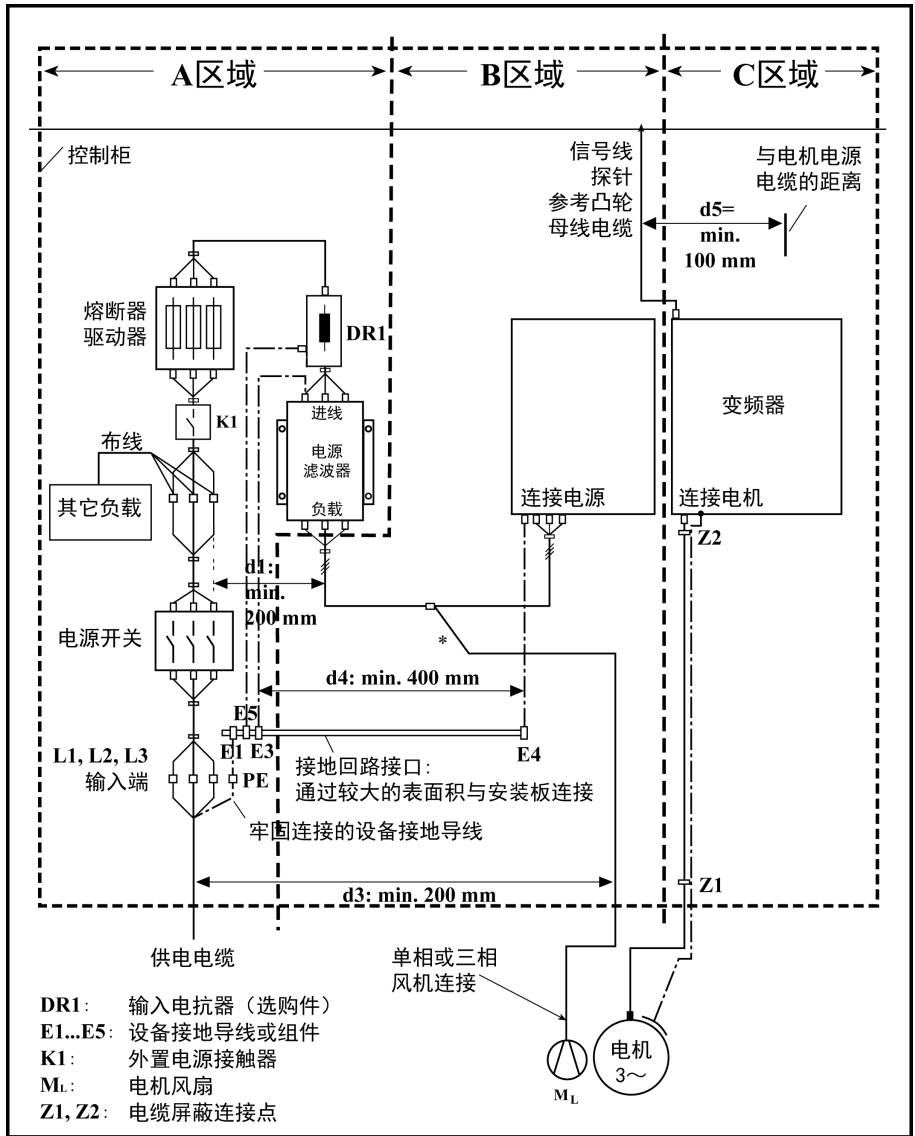 A区域
B区域
C区域
控制柜
信号线
探针
参考凸轮
母线电缆
与电机电源
电缆的距离
d5=
min.
100 mm
熔断器
驱动器
DR1
K1
进线
电源
滤波器
负载
布线
其它负载
变频器
连接电源
连接电机
Z2
d1:
min.
200 mm
电源开关
*
d4: min. 400 mm
E5
E1
E3
E4
L1, L2, L3
输入端
PE
接地回路接口:
通过较大的表面积与安装板连接
牢固连接的设备接地导线
Z1
d3: min. 200 mm
供电电缆
单相或三相
风机连接
DR1: 输入电抗器（选购件）
E1...E5: 设备接地导线或组件
K1: 外置电源接触器
ML: 电机风扇
Z1, Z2: 电缆屏蔽连接点
ML
电机
3～